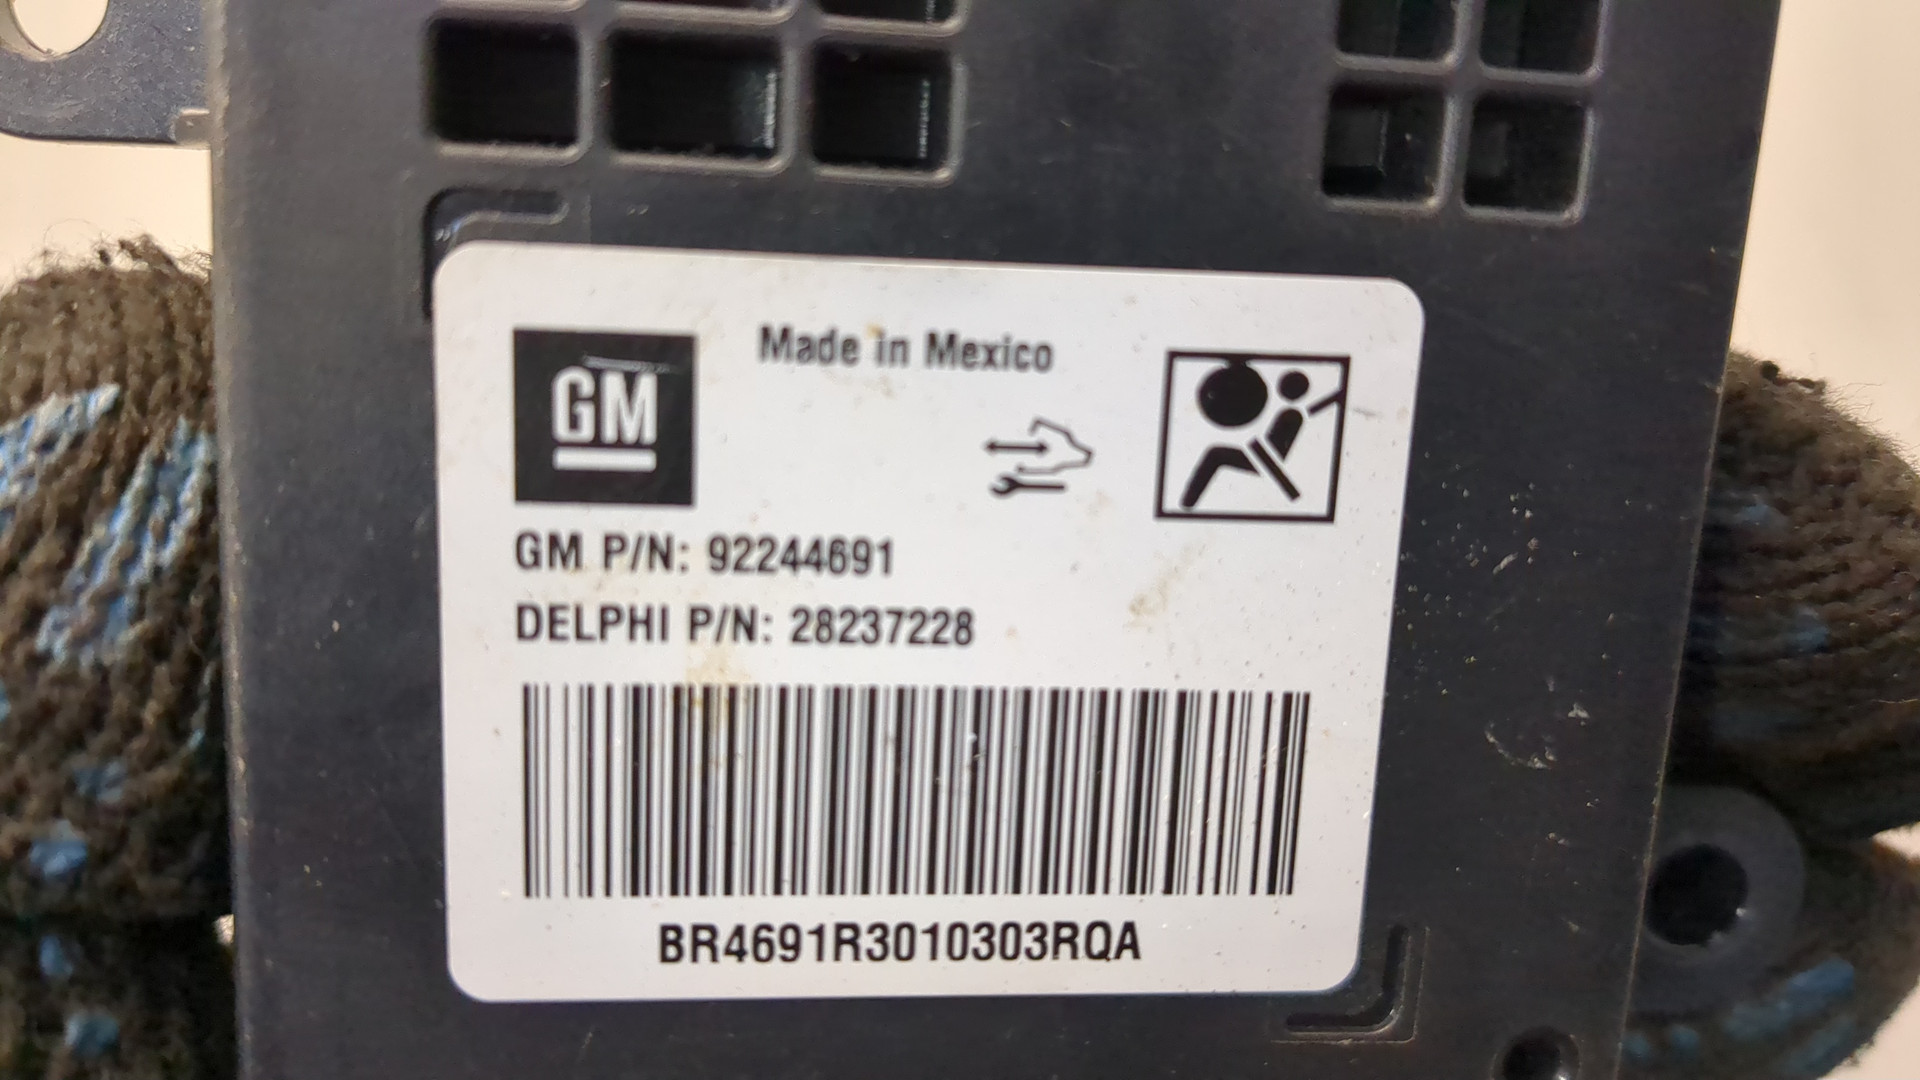 Made in Mexico
GM
GM P/N: 92244691
DELPHI P/N: 28237228
BR4691R3010303RQA